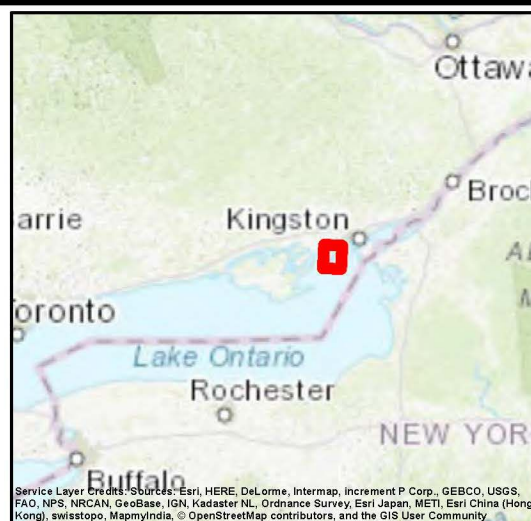 Ottawa
Broc
arrie
Kingston
A
M
oronto
Lake Ontario
Rochester
NEW YOR
Buffalo
Service Layer Credits: Sources: Esri, HERE, DeLorme, Intermap, increment P Corp., GEBCO, USGS,
FAO, NPS, NRCAN, GeoBase, IGN, Kadaster NL, Ordnance Survey, Esri Japan, METI, Esri China (Hong
Kong), swisstopo, MapmyIndia, © OpenStreetMap contributors, and the GIS User Community